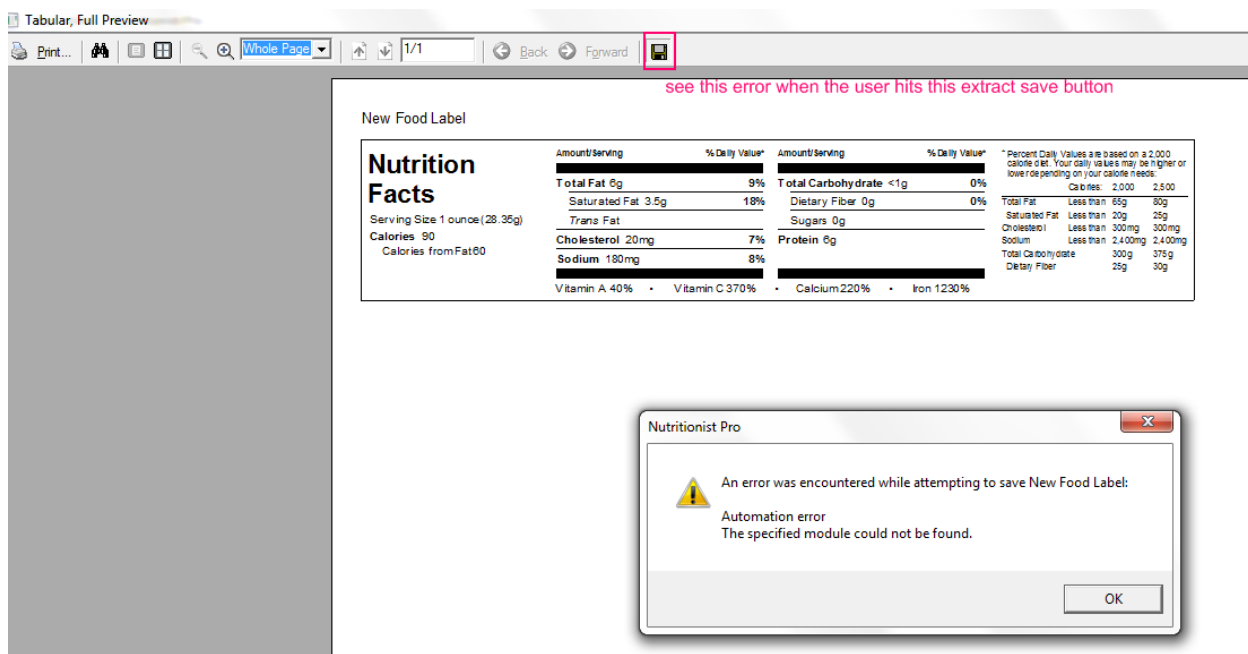 Tabular, Full Preview
Print... Whole Page 1/1 Back Forward
see this error when the user hits this extract save button
New Food Label
Nutrition
Facts
Serving Size 1 ounce (28.35g)
Calories 90
Calories from Fat 60
Amount/Serving % Daily Value*
Total Fat 6g 9%
Saturated Fat 3.5g 18%
Trans Fat
Cholesterol 20mg 7%
Sodium 180mg 8%
Amount/Serving % Daily Value*
Total Carbohydrate <1g 0%
Dietary Fiber 0g 0%
Sugars 0g
Protein 6g
Vitamin A 40% • Vitamin C 370% • Calcium 220% • Iron 1230%
* Percent Daily Values are based on a 2,000
calorie diet. Your daily values may be higher or
lower depending on your calorie needs:
Calories: 2,000 2,500
Total Fat Less than 65g 80g
Saturated Fat Less than 20g 25g
Cholesterol Less than 300mg 300mg
Sodium Less than 2,400mg 2,400mg
Total Carbohydrate 300g 375g
Dietary Fiber 25g 30g
Nutritionist Pro
An error was encountered while attempting to save New Food Label:
Automation error
The specified module could not be found.
OK